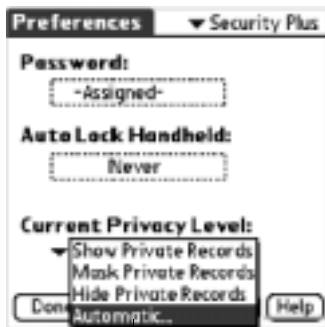 Preferences ▼ Security Plus
Password:
-Assigned-
Auto Lock Handheld:
Never
Current Privacy Level:
Show Private Records
Mask Private Records
Hide Private Records
Automatic...
Help